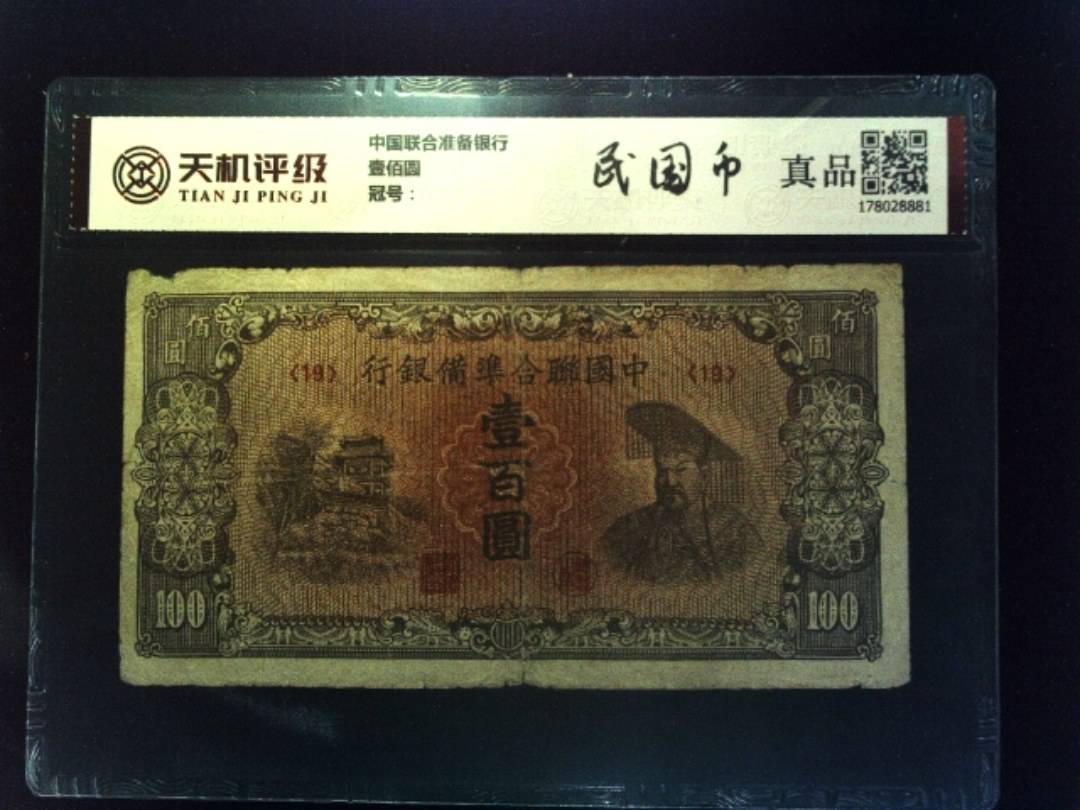 天机评级
TIAN JI PING JI
中国联合准备银行
壹佰圆
冠号：
民国币
真品
178028881
佰圓
佰圓
〈19〉 行銀備準合聯國中 〈19〉
壹百圓
100
100